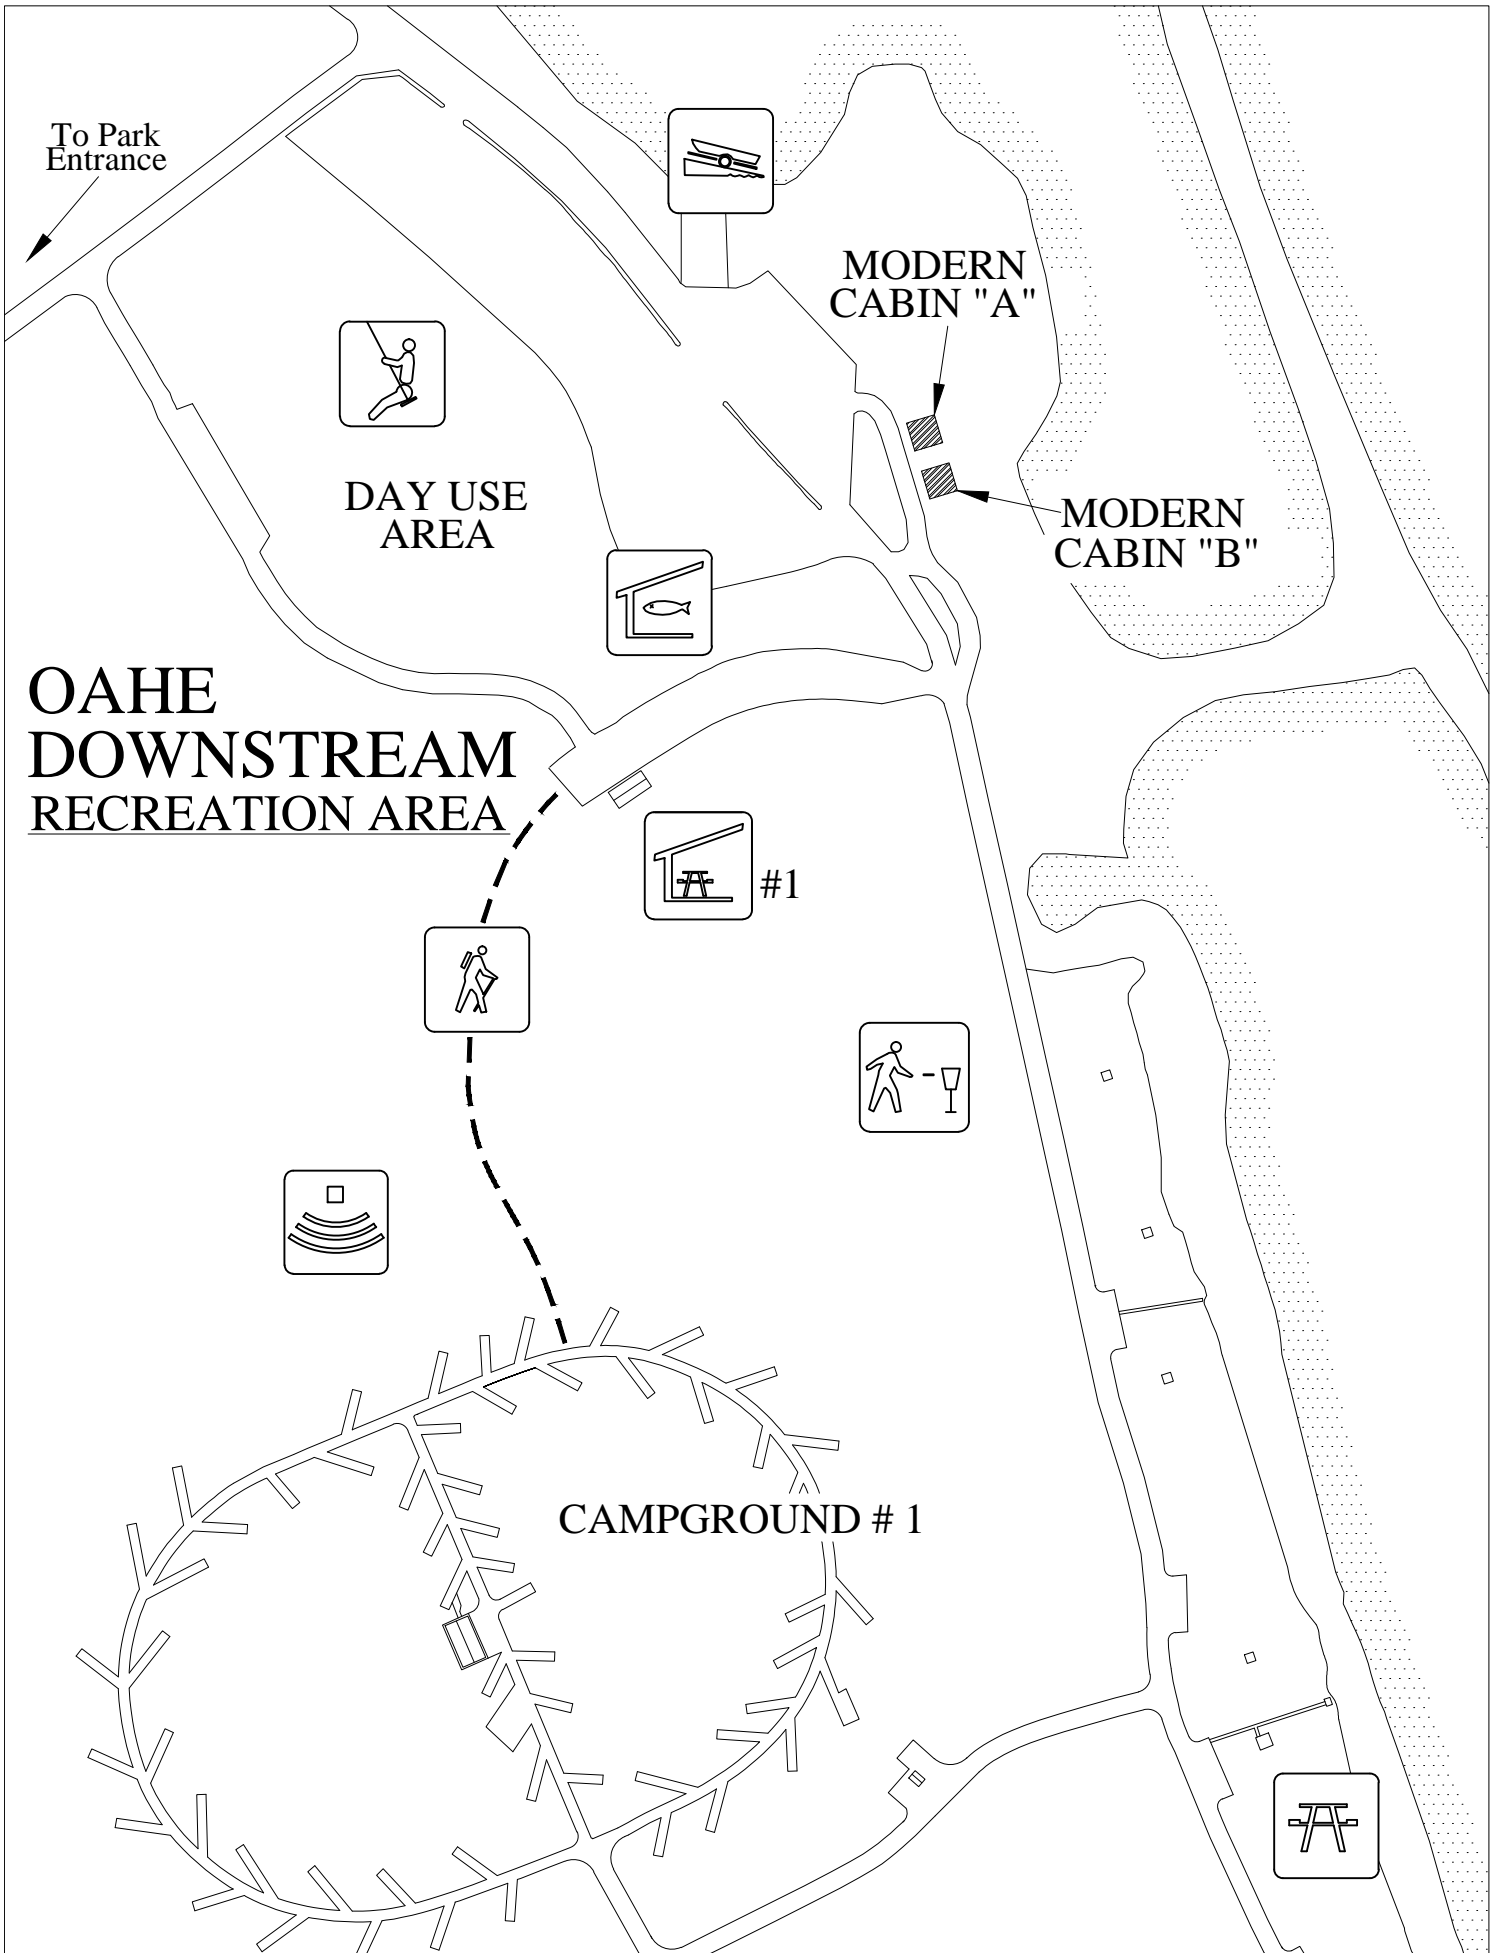 To Park
Entrance
MODERN
CABIN "A"
MODERN
CABIN "B"
DAY USE
AREA
OAHE
DOWNSTREAM
RECREATION AREA
#1
CAMPGROUND # 1